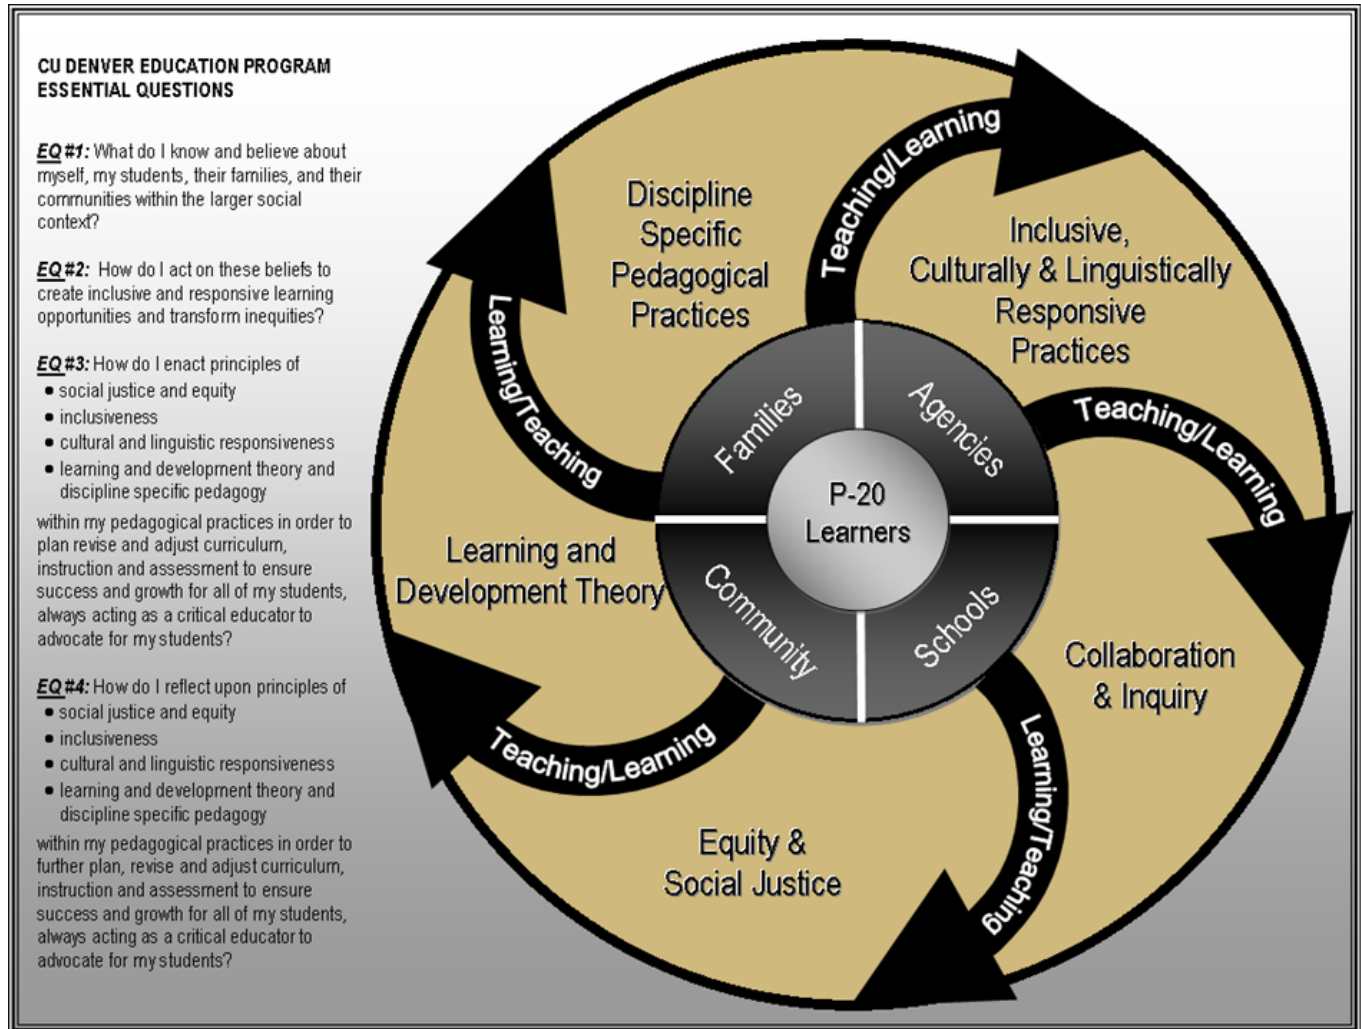 CU DENVER EDUCATION PROGRAM
ESSENTIAL QUESTIONS
EQ#1: What do I know and believe about
myself, my students, their families, and their
communities within the larger social
context?
EQ#2: How do I act on these beliefs to
create inclusive and responsive learning
opportunities and transform inequities?
EQ#3: How do I enact principles of
• social justice and equity
• inclusiveness
• cultural and linguistic responsiveness
• learning and development theory and
discipline specific pedagogy
within my pedagogical practices in order to
plan revise and adjust curriculum,
instruction and assessment to ensure
success and growth for all of my students,
always acting as a critical educator to
advocate for my students?
EQ#4: How do I reflect upon principles of
• social justice and equity
• inclusiveness
• cultural and linguistic responsiveness
• learning and development theory and
discipline specific pedagogy
within my pedagogical practices in order to
further plan, revise and adjust curriculum,
instruction and assessment to ensure
success and growth for all of my students,
always acting as a critical educator to
advocate for my students?
Discipline
Specific
Pedagogical
Practices
Teaching/Learning
Inclusive,
Culturally & Linguistically
Responsive
Practices
Teaching/Learning
Collaboration
& Inquiry
Learning/Teaching
Equity &
Social Justice
Teaching/Learning
Learning and
Development Theory
Learning/Teaching
Families
Agencies
Schools
Community
P-20
Learners